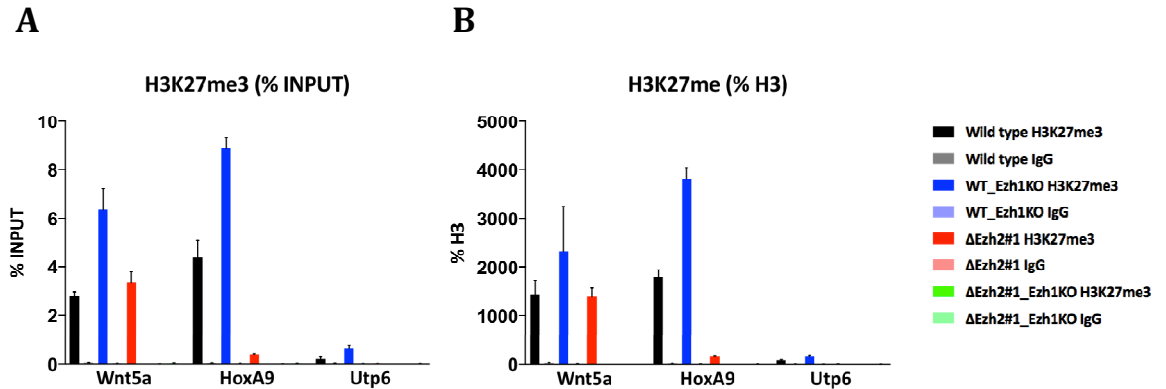 A
B
H3K27me3 (% INPUT)
H3K27me (% H3)
% INPUT
10
8
6
4
2
0
Wnt5a HoxA9 Utp6
% H3
5000
4000
3000
2000
1000
0
Wnt5a HoxA9 Utp6
Wild type H3K27me3
Wild type IgG
WT_Ezh1KO H3K27me3
WT_Ezh1KO IgG
ΔEzh2#1 H3K27me3
ΔEzh2#1 IgG
ΔEzh2#1_Ezh1KO H3K27me3
ΔEzh2#1_Ezh1KO IgG